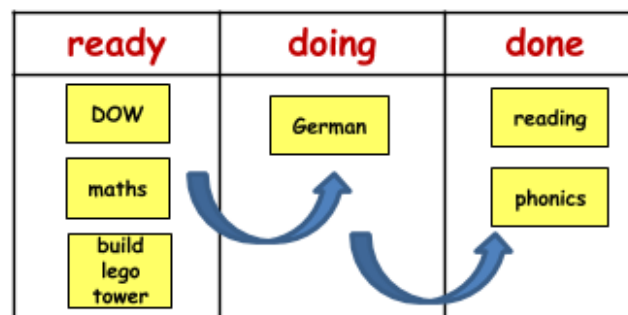 ready doing done
DOW
maths
build
lego
tower
German
reading
phonics